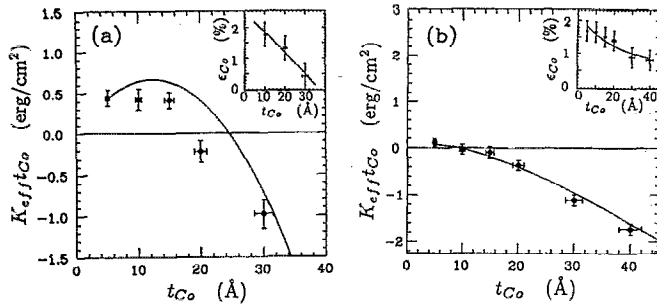 (a)
K_eff t_Co (erg/cm²)
1.5
1.0
0.5
0.0
-0.5
-1.0
-1.5
0 10 20 30 40
t_Co (Å)
ϵ_Co (%)
2
1
0
0 10 20 30
t_Co (Å)
(b)
K_eff t_Co (erg/cm²)
3
2
1
0
-1
-2
0 10 20 30 40
t_Co (Å)
ϵ_Co (%)
2
1
0
0 10 20 30 40
t_Co (Å)